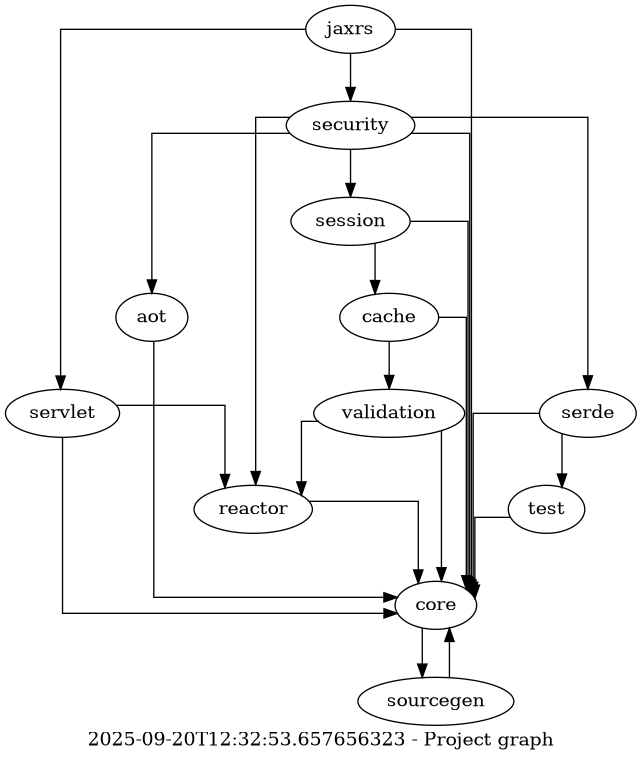 jaxrs
security
session
aot
cache
servlet
validation
serde
reactor
test
core
sourcegen
2025-09-20T12:32:53.657656323 - Project graph